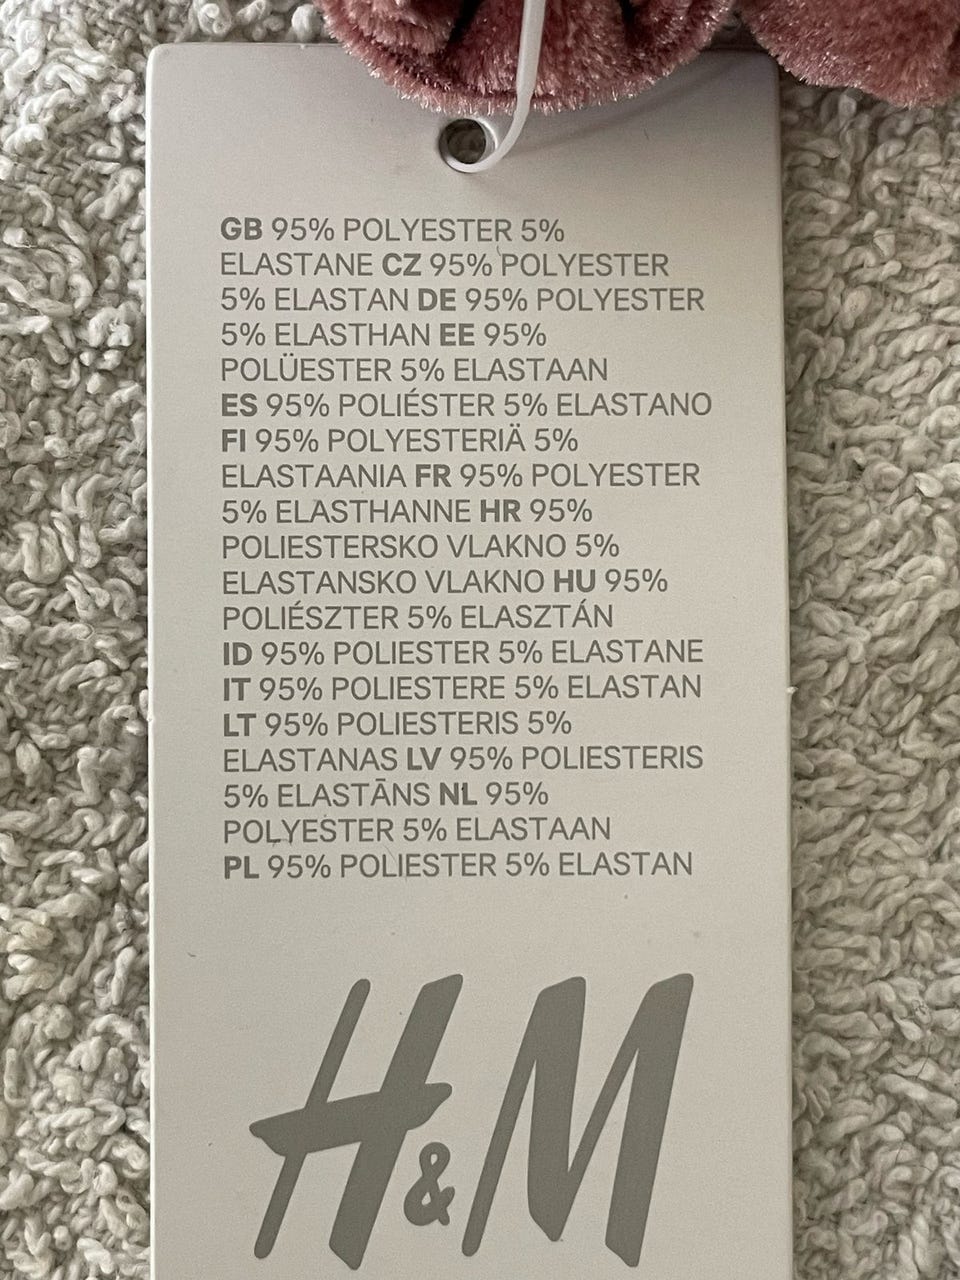 GB 95% POLYESTER 5%
ELASTANE CZ 95% POLYESTER
5% ELASTAN DE 95% POLYESTER
5% ELASTHAN EE 95%
POLÜESTER 5% ELASTAAN
ES 95% POLIÉSTER 5% ELASTANO
FI 95% POLYESTERIÄ 5%
ELASTAANIA FR 95% POLYESTER
5% ELASTHANNE HR 95%
POLIESTERSKO VLAKNO 5%
ELASTANSKO VLAKNO HU 95%
POLIÉSZTER 5% ELASZTÁN
ID 95% POLIESTER 5% ELASTANE
IT 95% POLIESTERE 5% ELASTAN
LT 95% POLIESTERIS 5%
ELASTANAS LV 95% POLIESTERIS
5% ELASTĀNS NL 95%
POLYESTER 5% ELASTAAN
PL 95% POLIESTER 5% ELASTAN
H&M